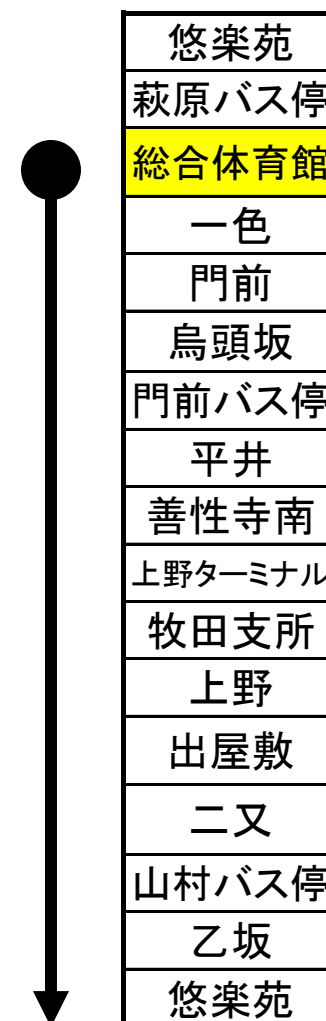 悠楽苑
萩原バス停
総合体育館
一色
門前
烏頭坂
門前バス停
平井
善性寺南
上野ターミナル
牧田支所
上野
出屋敷
二又
山村バス停
乙坂
悠楽苑